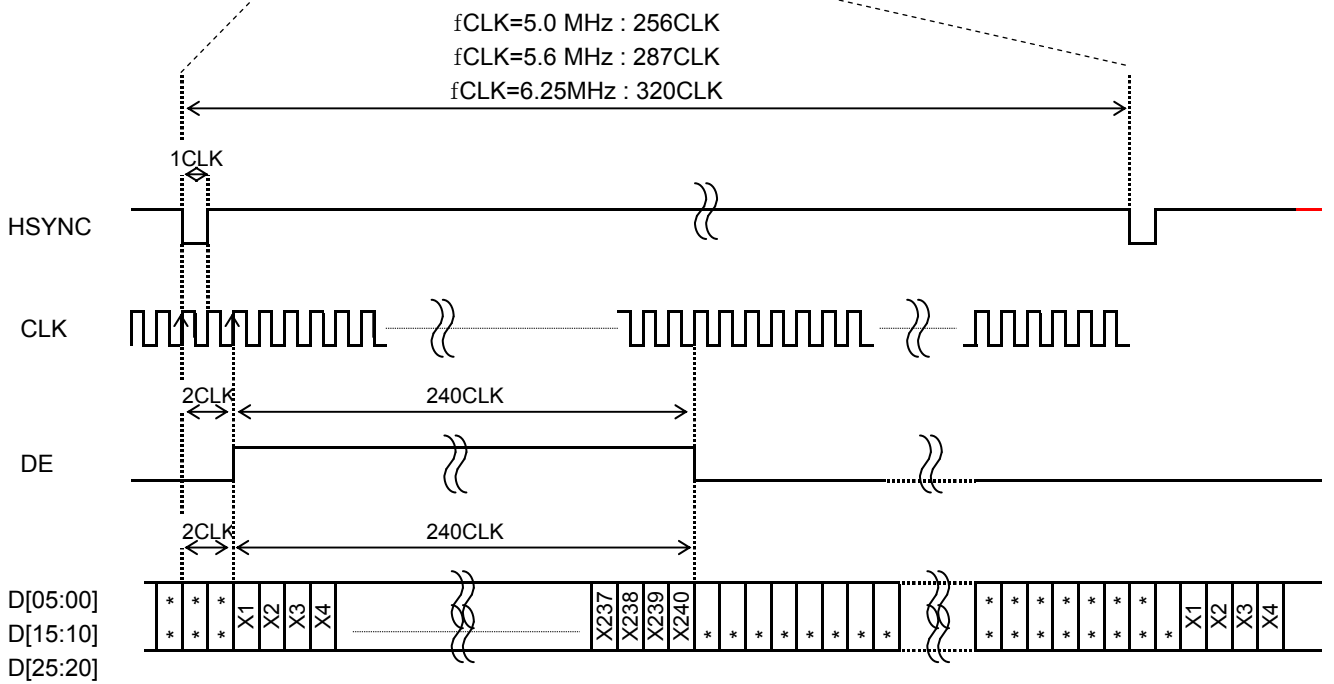 fCLK=5.0 MHz : 256CLK
fCLK=5.6 MHz : 287CLK
fCLK=6.25MHz : 320CLK
1CLK
HSYNC
CLK
2CLK 240CLK
DE
2CLK 240CLK
D[05:00]
D[15:10]
D[25:20]
* * * X1 X2 X3 X4 X237 X238 X239 X240 * * * * * * * * * * * * * * * X1 X2 X3 X4
* * * * * * * * * * * * * * * * * * *